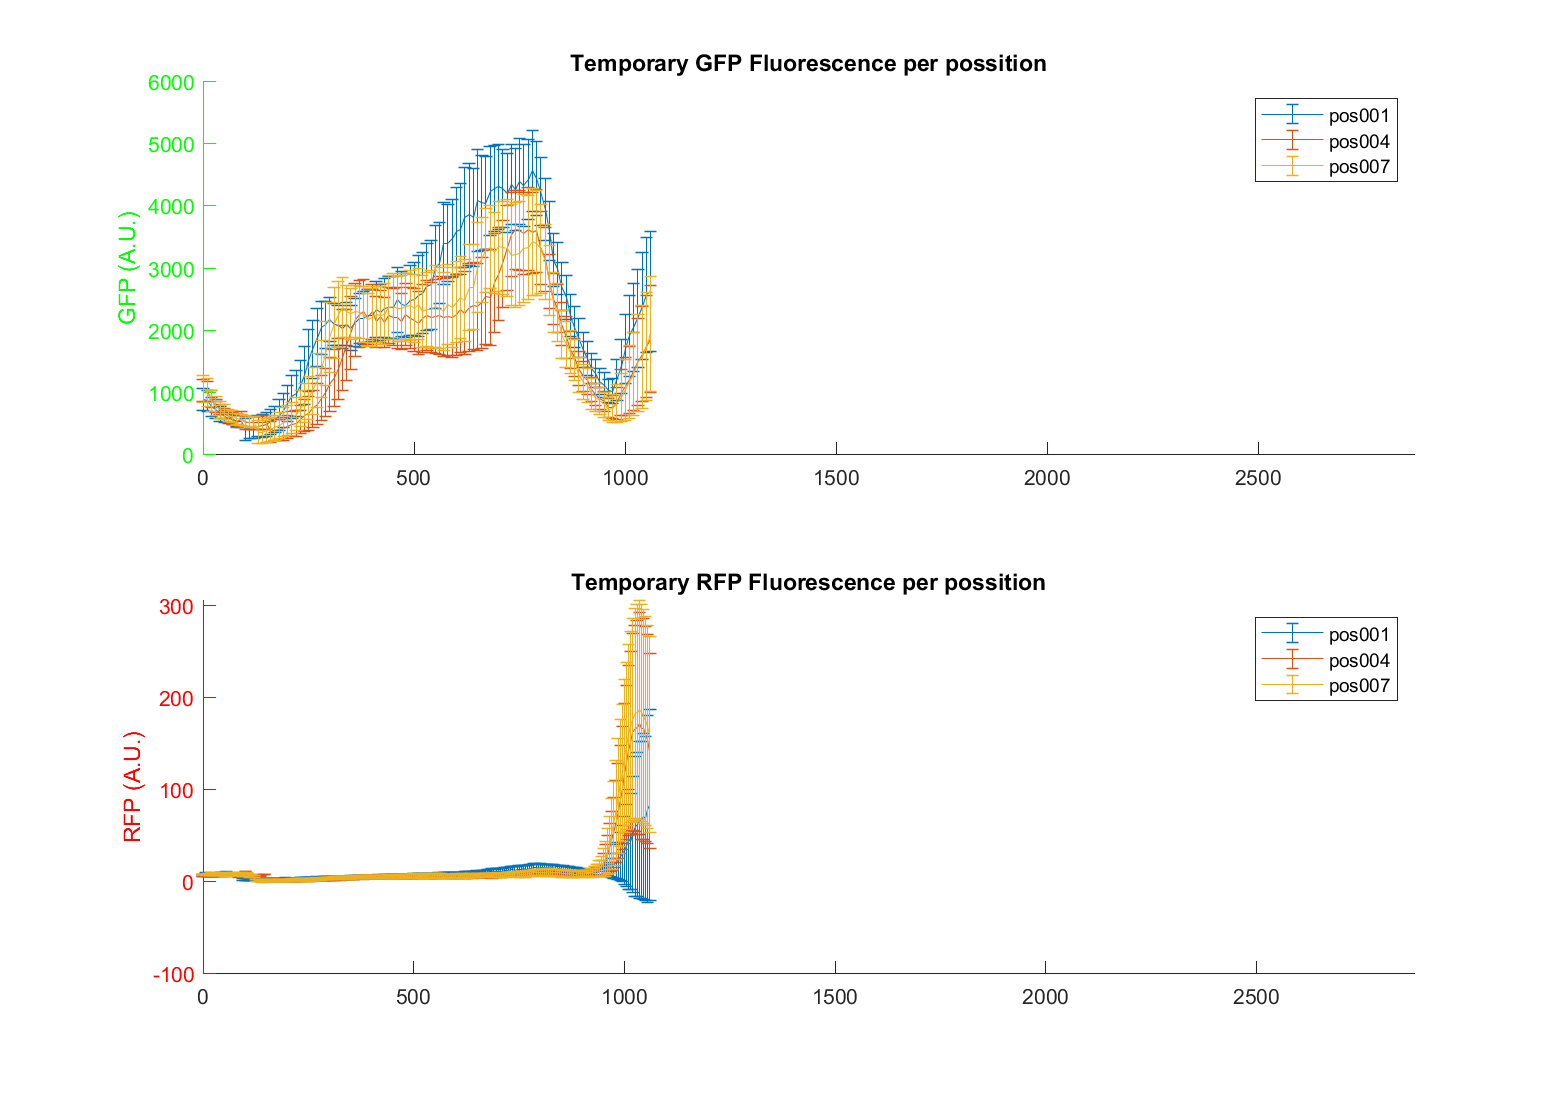 Temporary GFP Fluorescence per possition
6000
5000
4000
3000
2000
1000
0
GFP (A.U.)
0 500 1000 1500 2000 2500
pos001
pos004
pos007
Temporary RFP Fluorescence per possition
300
200
100
0
-100
RFP (A.U.)
0 500 1000 1500 2000 2500
pos001
pos004
pos007